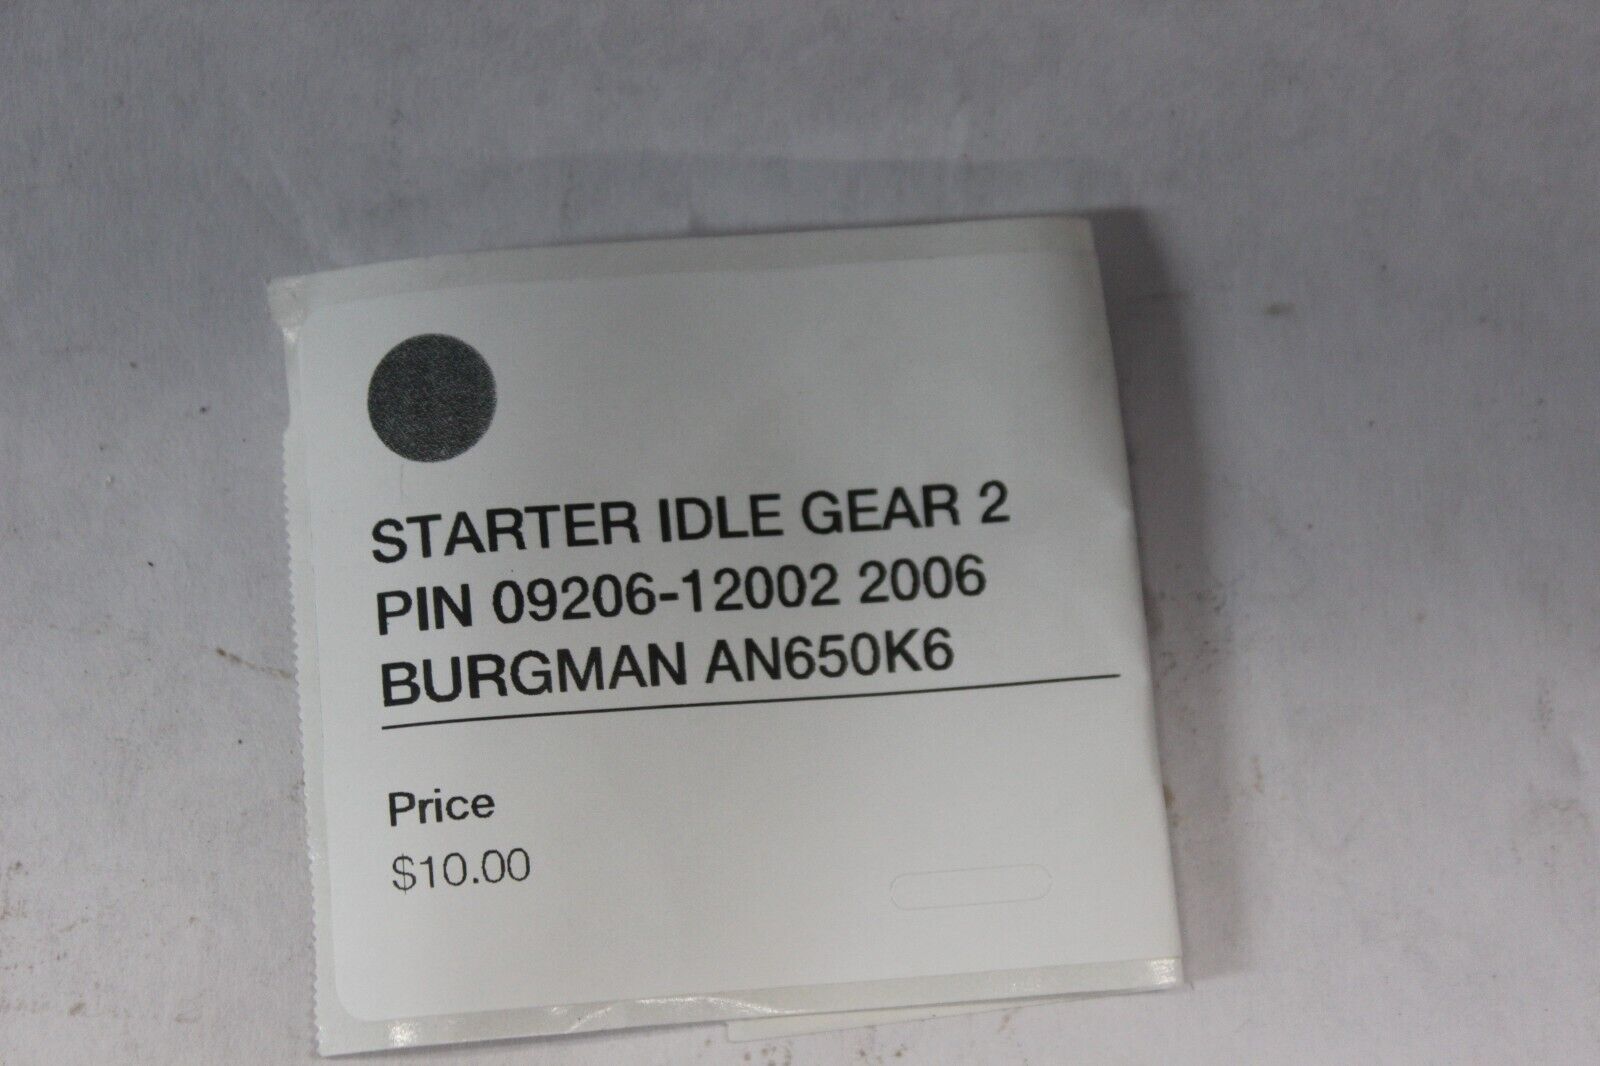 STARTER IDLE GEAR 2
PIN 09206-12002 2006
BURGMAN AN650K6
Price
$10.00